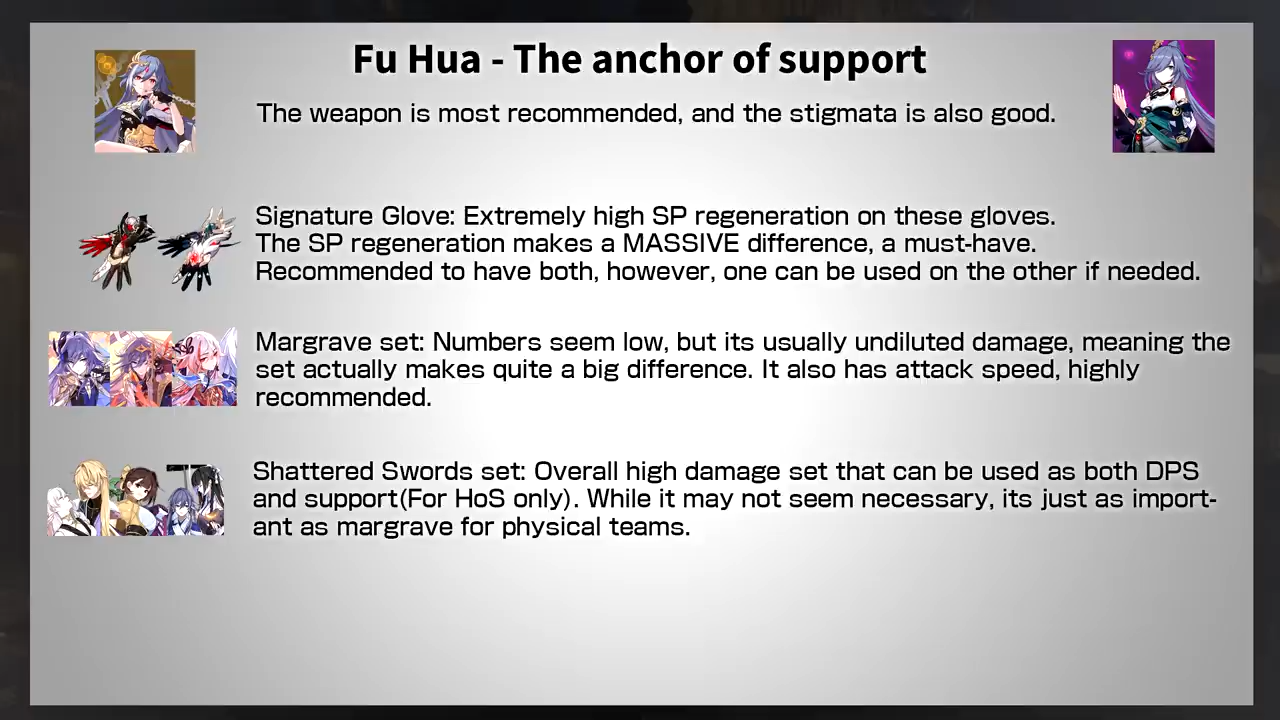 Fu Hua - The anchor of support
The weapon is most recommended, and the stigmata is also good.
Signature Glove: Extremely high SP regeneration on these gloves.
The SP regeneration makes a MASSIVE difference, a must-have.
Recommended to have both, however, one can be used on the other if needed.
Margrave set: Numbers seem low, but its usually undiluted damage, meaning the
set actually makes quite a big difference. It also has attack speed, highly
recommended.
Shattered Swords set: Overall high damage set that can be used as both DPS
and support(For HoS only). While it may not seem necessary, its just as import-
ant as margrave for physical teams.